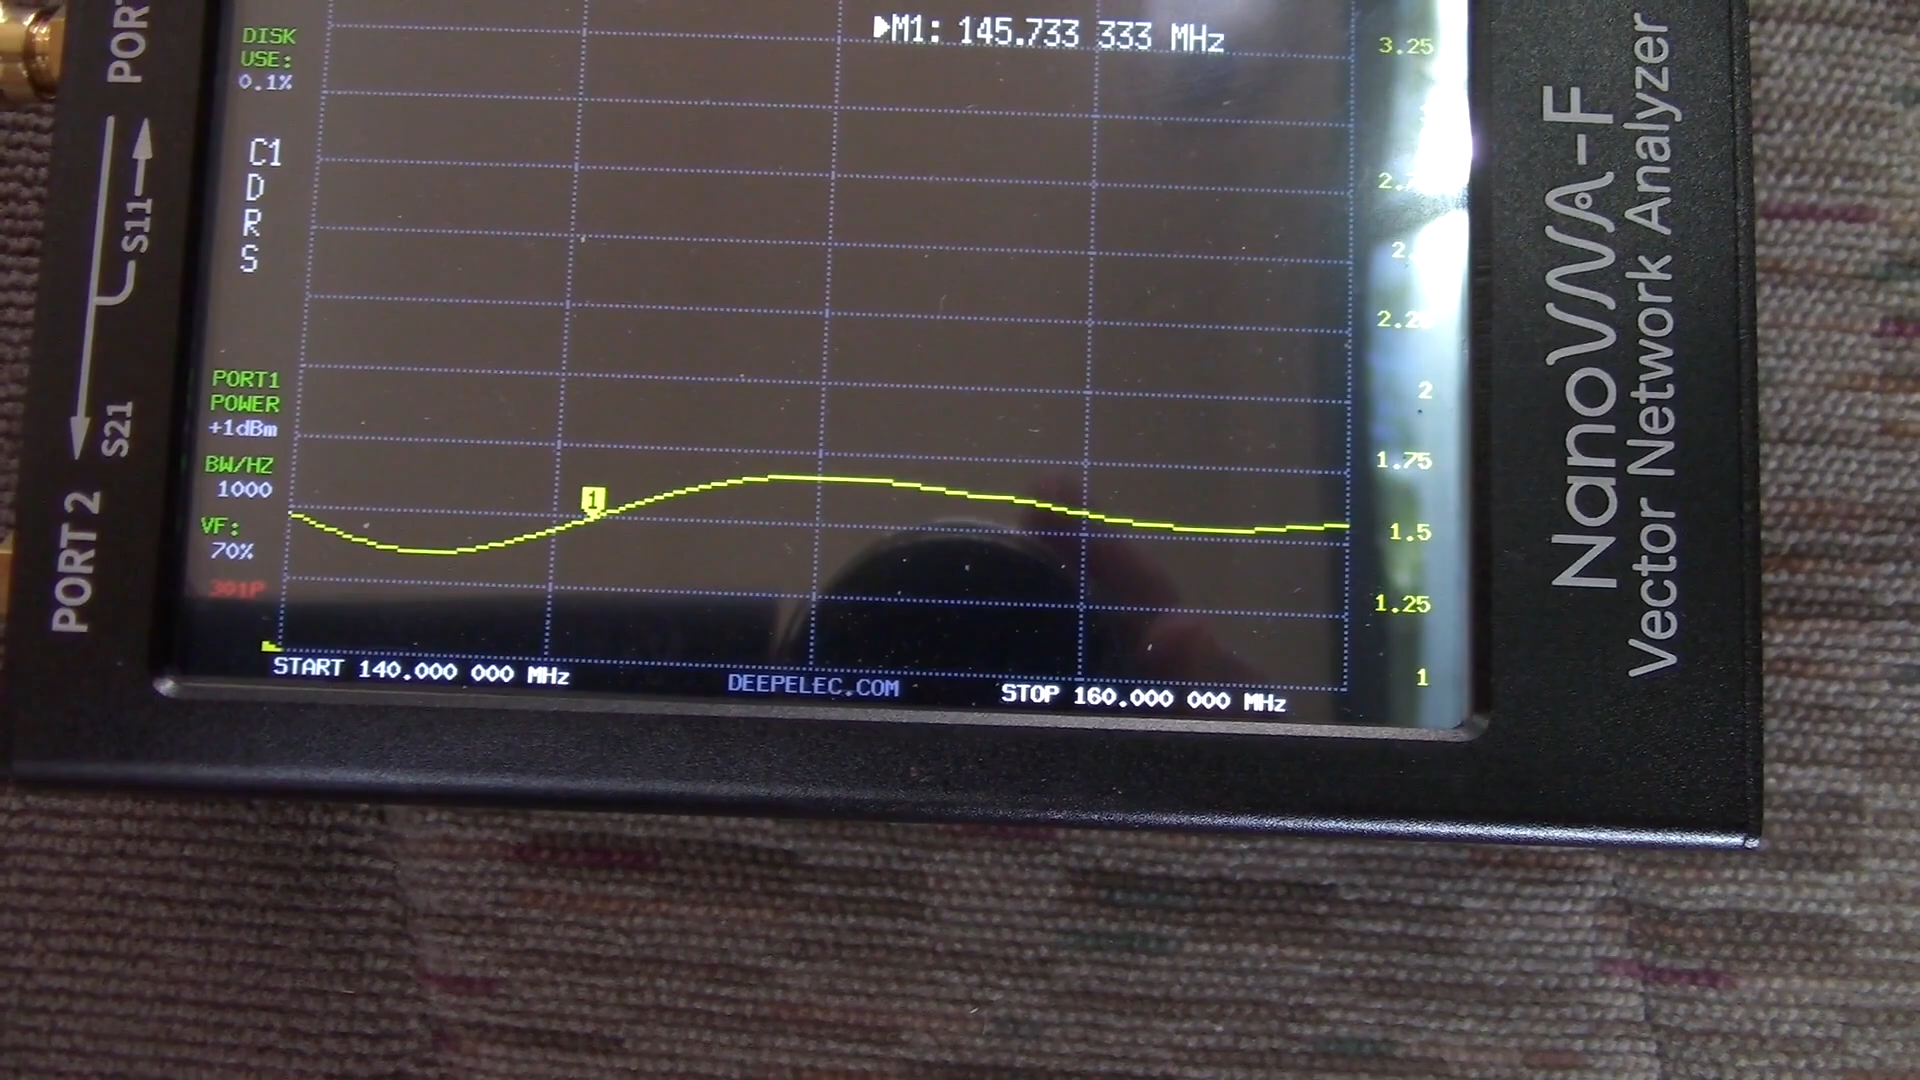 ▶M1: 145.733 333 MHz
DISK
USE:
0.1%
C1
D
R
S
PORT1
POWER
+1dBm
BW/HZ
1000
VF:
70%
301P
3.25
2
1.75
1.5
1.25
1
1
START 140.000 000 MHz
DEEPELEC.COM
STOP 160.000 000 MHz
S11
S21
PORT 2
NanoVNA-F
Vector Network Analyzer